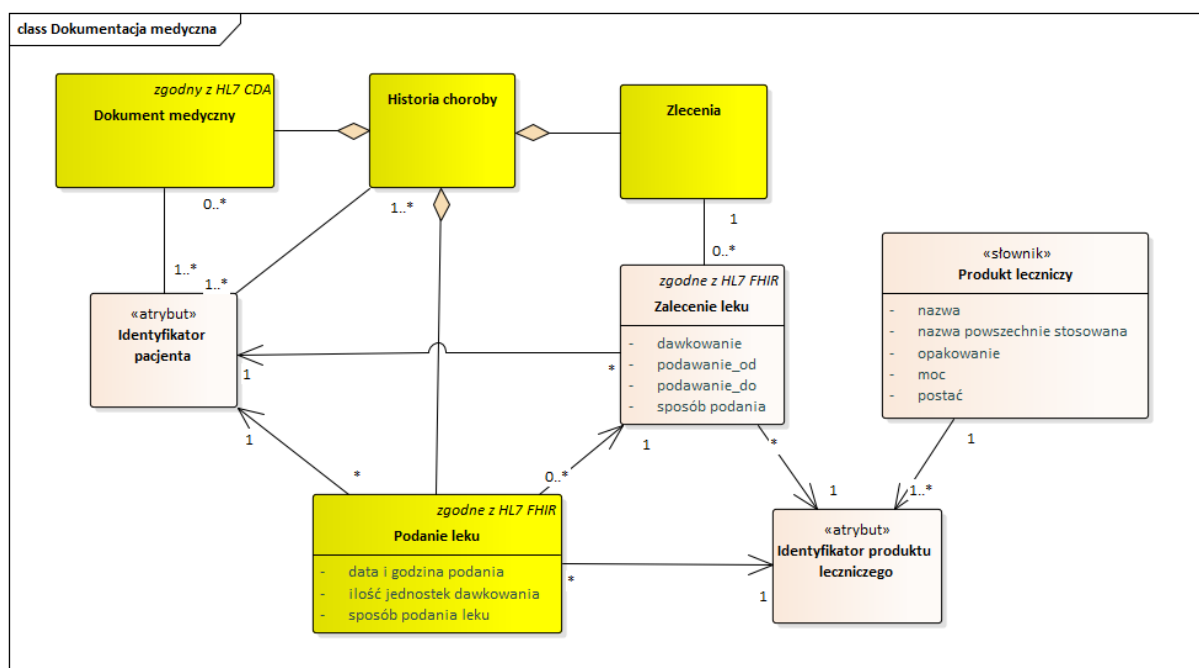 class Dokumentacja medyczna
zgodny z HL7 CDA
Dokument medyczny
Historia choroby
Zlecenia
0..*
1..*
1
0..*
1..*
1..*
«atrybut»
Identyfikator
pacjenta
zgodne z HL7 FHIR
Zalecenie leku
- dawkowanie
- podawanie_od
- podawanie_do
- sposób podania
«słownik»
Produkt leczniczy
- nazwa
- nazwa powszechnie stosowana
- opakowanie
- moc
- postać
1
*
1
*
0..*
1
*
1
1
1..*
zgodne z HL7 FHIR
Podanie leku
- data i godzina podania
- ilość jednostek dawkowania
- sposób podania leku
*
1
«atrybut»
Identyfikator produktu
leczniczego